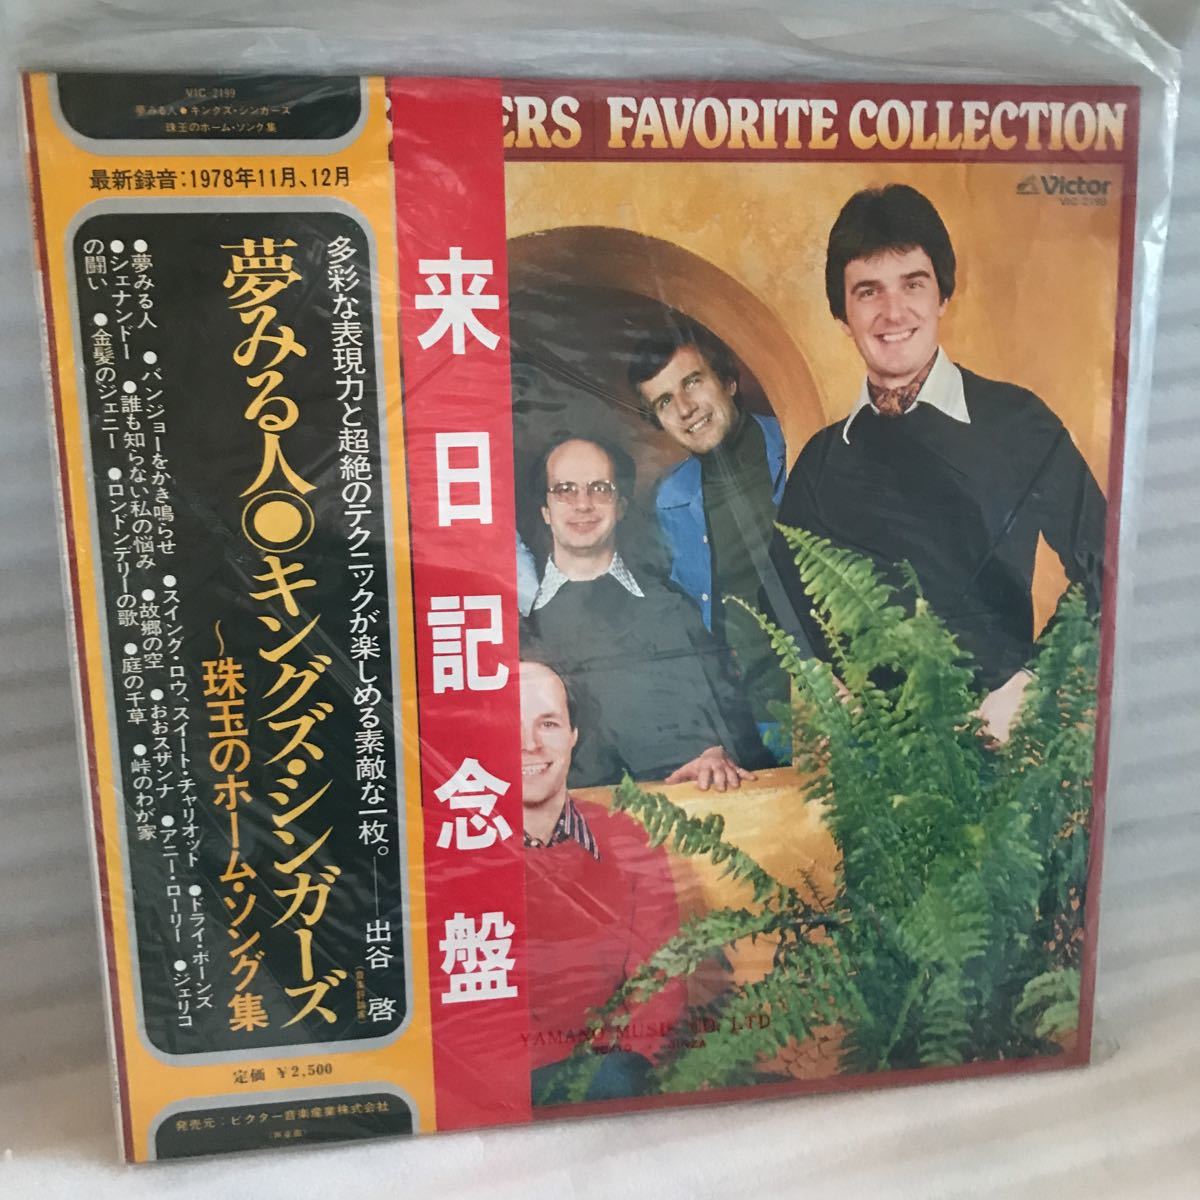 VIC-2199
夢みる人●キングズ・シンガーズ
珠玉のホーム・ソング集
最新録音:1978年11月、12月
多彩な表現力と超絶のテクニックが楽しめる素敵な一枚。——出谷 啓
(音楽評論家)
夢みる人●キングズ・シンガーズ
〜珠玉のホーム・ソング集
●夢みる人 ●バンジョーをかき鳴らせ ●スイング・ロウ、スイート・チャリオット ●ドライ・ボーンズ
●シェナンドー ●誰も知らない私の悩み ●故郷の空 ●おおスザンナ ●アニー・ローリー ●ジェリコ
の闘い ●金髪のジェニー ●ロンドンデリーの歌 ●庭の千草 ●峠のわが家
定価 ¥2,500
発売元:ビクター音楽産業株式会社
来日記念盤
ERS FAVORITE COLLECTION
Victor
VIC-2199
YAMANO MUSIC CO. LTD
GINZA